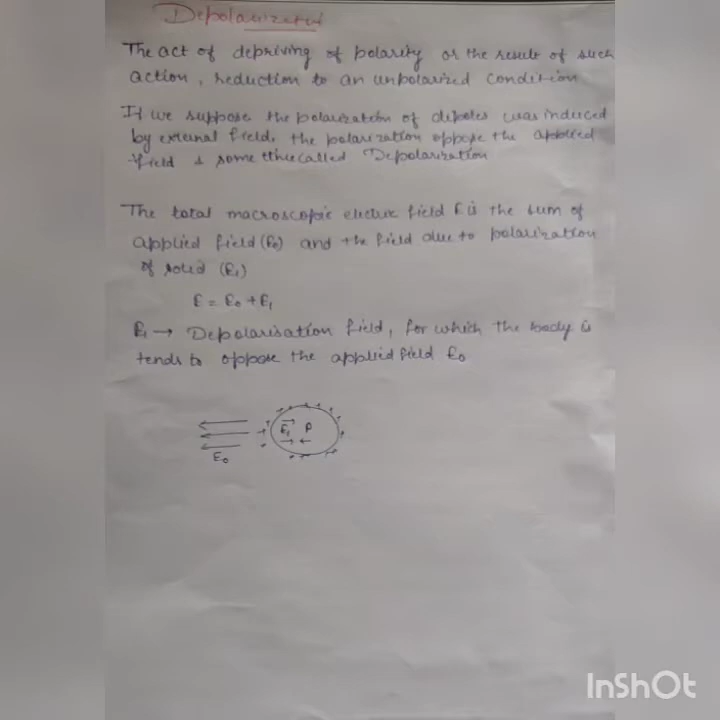 Depolarization
The act of depriving of polarity or the result of such
action, reduction to an unpolarized condition
If we suppose the polarization of dipoles was induced
by external field, the polarization oppose the applied
field & some time called Depolarization
The total macroscopic electric field E is the sum of
applied field (E₀) and the field due to polarization
of solid (E₁)
E = E₀ + E₁
E₁ → Depolarisation field, for which the body is
tends to oppose the applied field E₀
E₁ P
E₀
InShOt